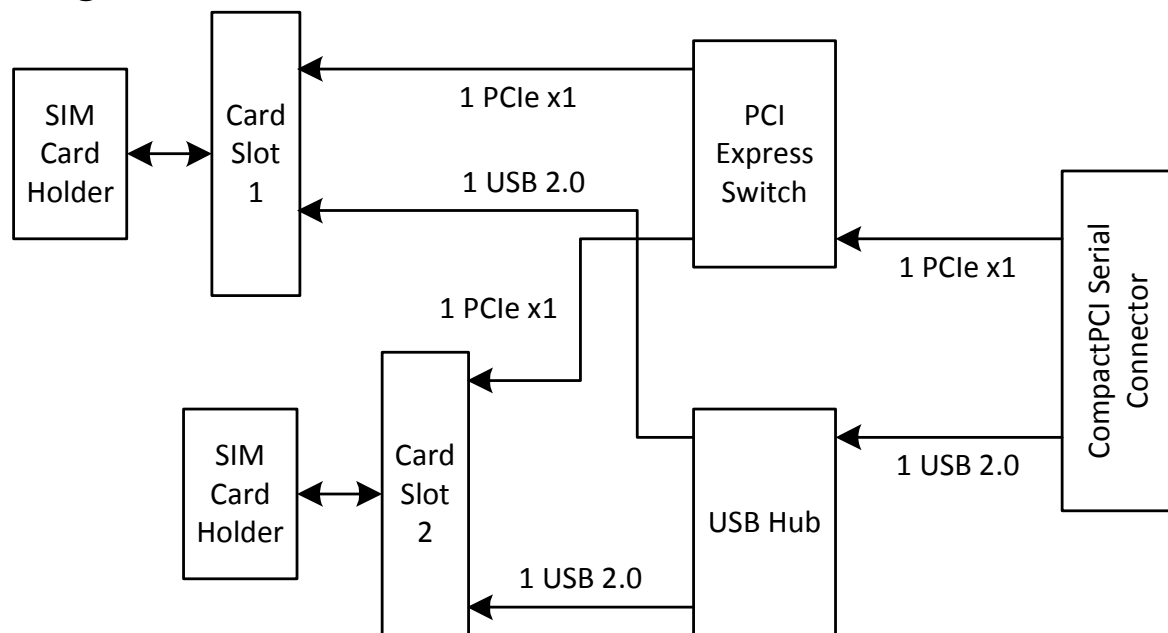 SIM
Card
Holder
Card
Slot
1
1 PCIe x1
1 USB 2.0
PCI
Express
Switch
1 PCIe x1
CompactPCI Serial
Connector
1 PCIe x1
SIM
Card
Holder
Card
Slot
2
USB Hub
1 USB 2.0
1 USB 2.0